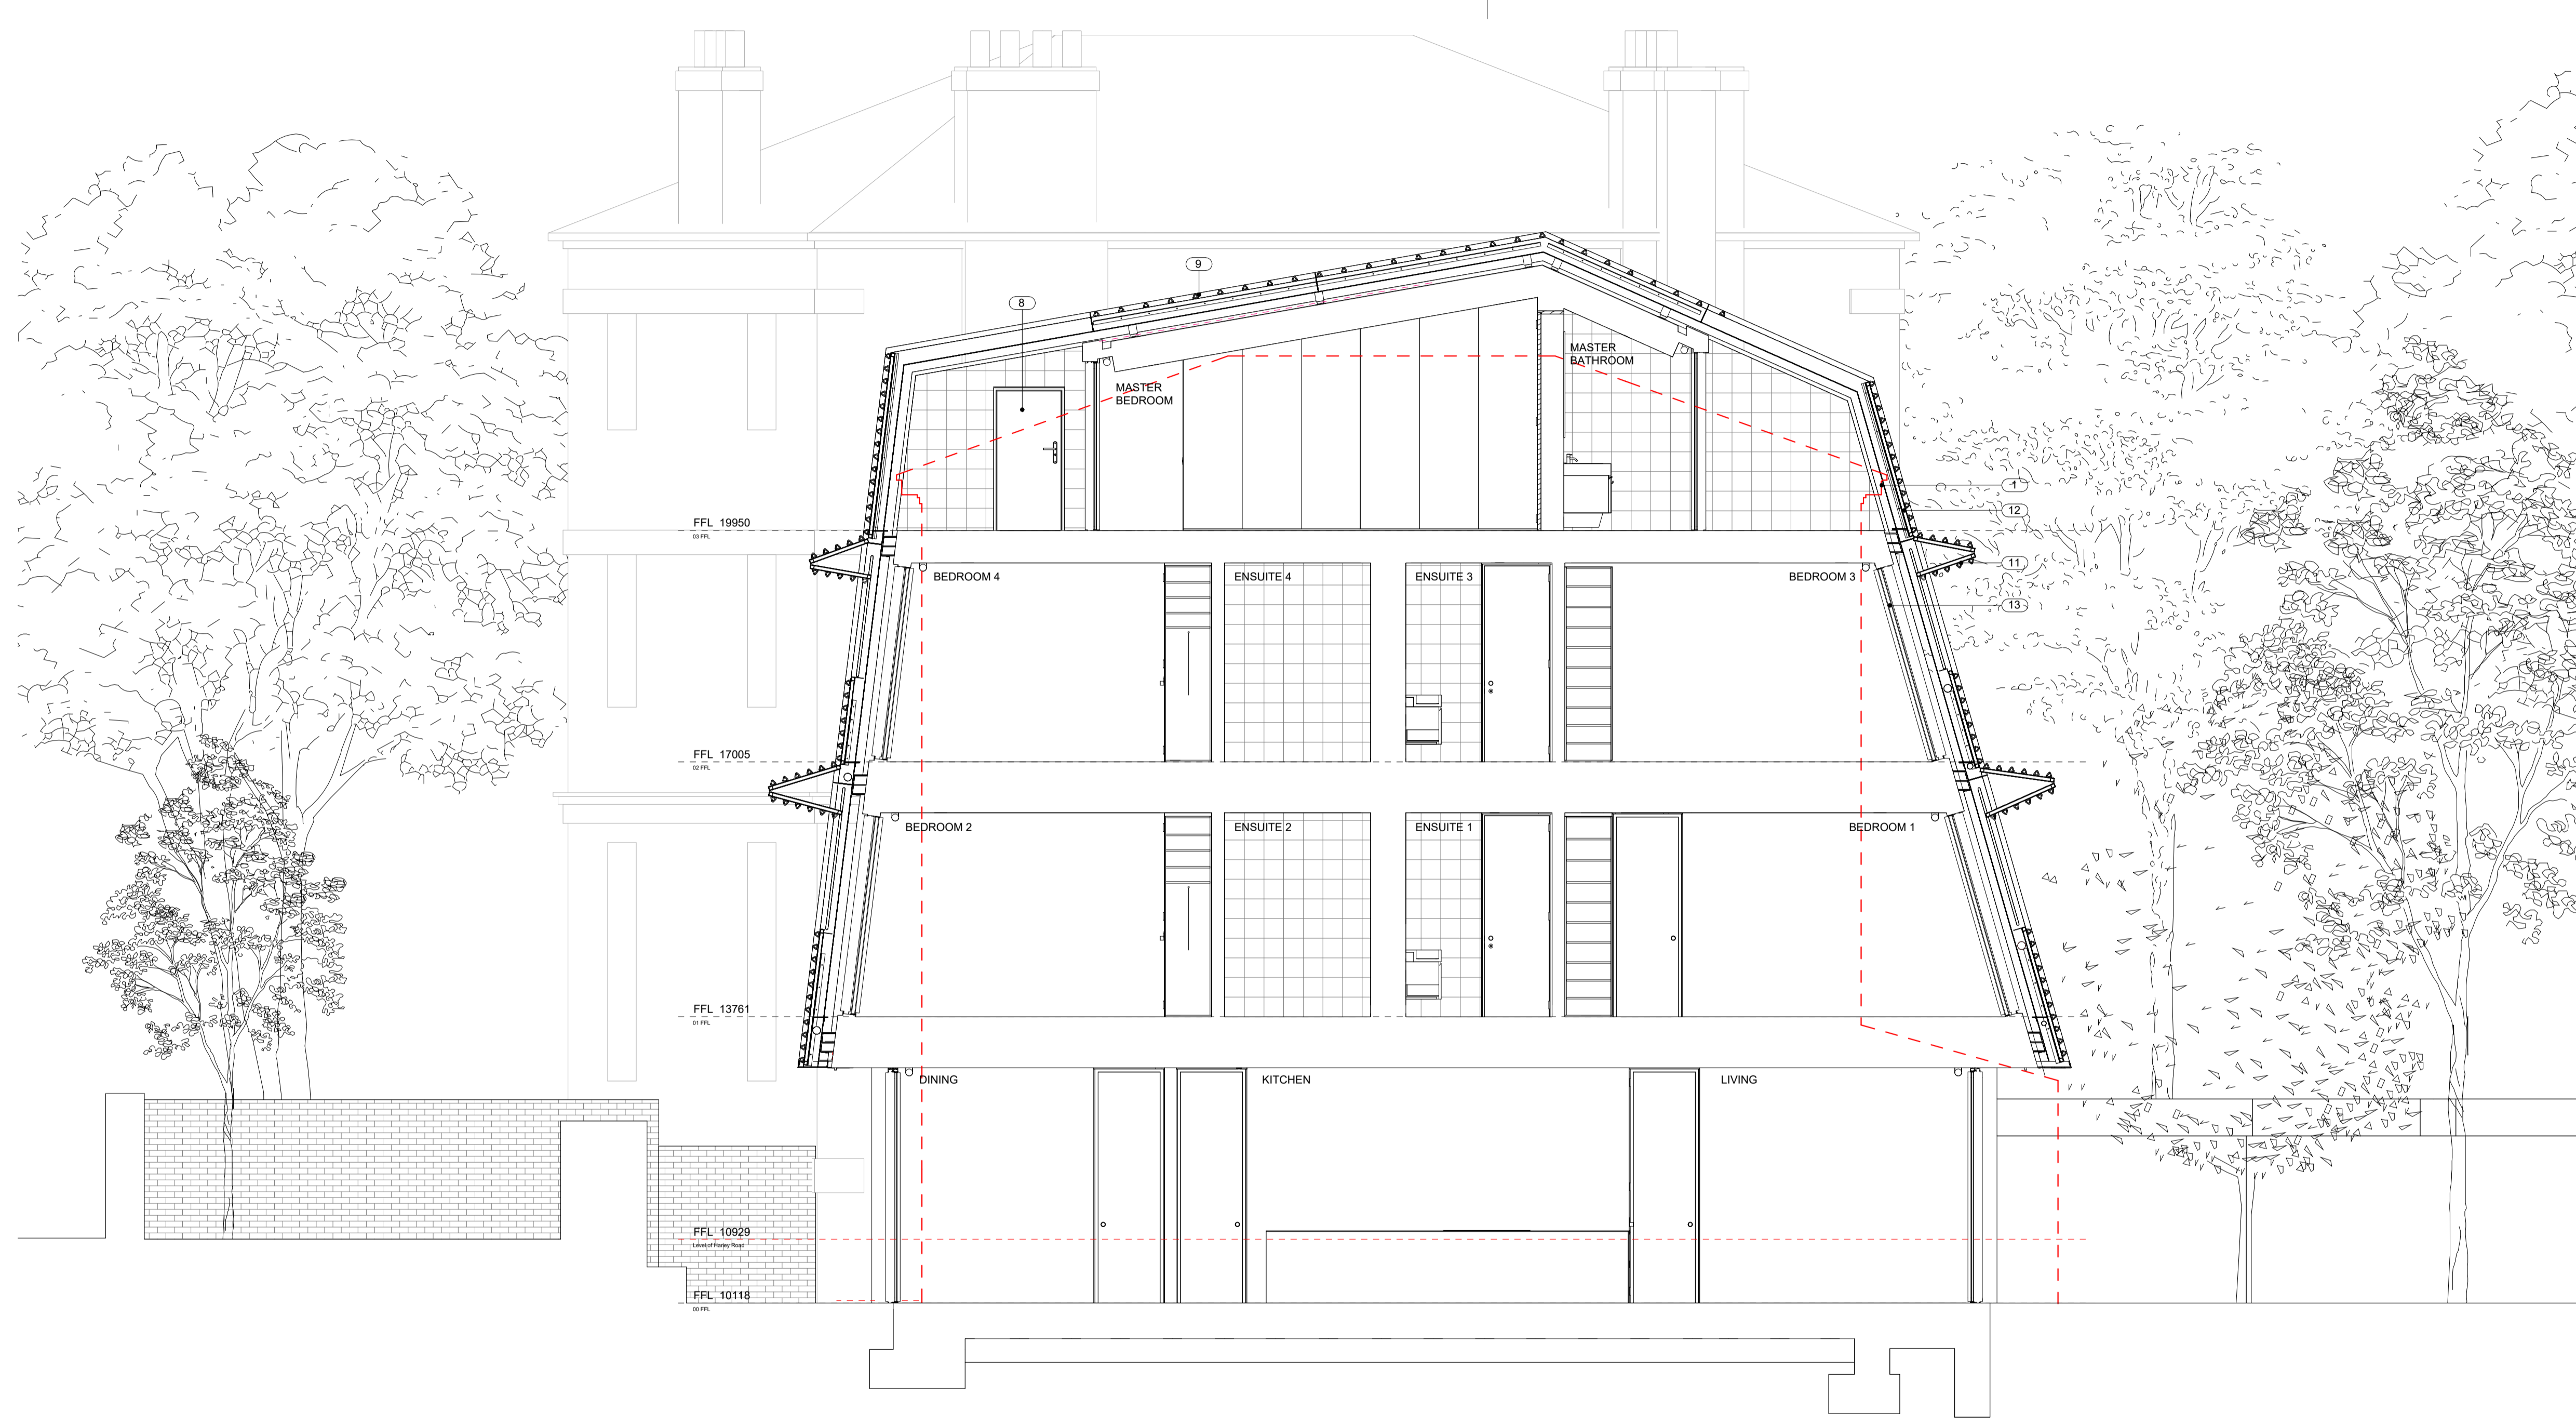 9
8
MASTER
BATHROOM
MASTER
BEDROOM
1
12
FFL 19950
03 FFL
11
BEDROOM 4
ENSUITE 4
ENSUITE 3
BEDROOM 3
13
FFL 17005
02 FFL
BEDROOM 2
ENSUITE 2
ENSUITE 1
BEDROOM 1
FFL 13761
01 FFL
DINING
KITCHEN
LIVING
FFL 10929
Level of Harley Road
FFL 10118
00 FFL